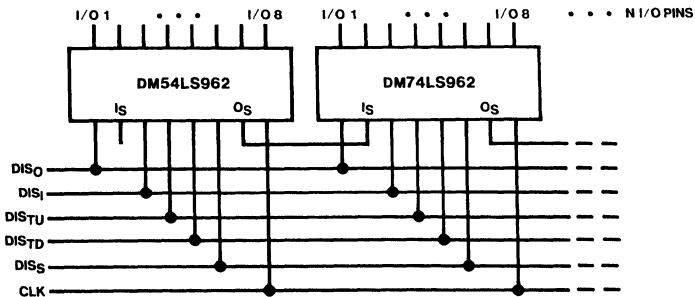 I/O 1 • • • I/O 8 I/O 1 • • • I/O 8 • • • N I/O PINS
DM54LS962 DM74LS962
IS OS IS OS
DISO
DISI
DISTU
DISTD
DISS
CLK